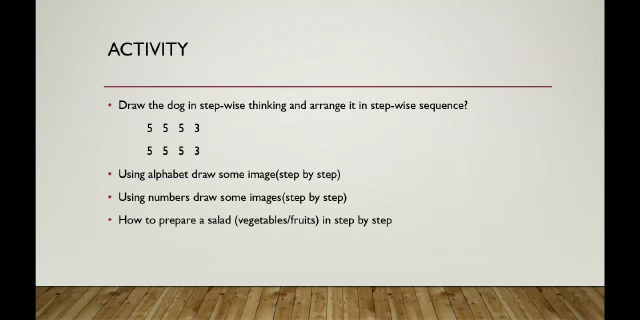 ACTIVITY
• Draw the dog in step-wise thinking and arrange it in step-wise sequence?
5 5 5 3
5 5 5 3
• Using alphabet draw some image(step by step)
• Using numbers draw some images(step by step)
• How to prepare a salad (vegetables/fruits) in step by step